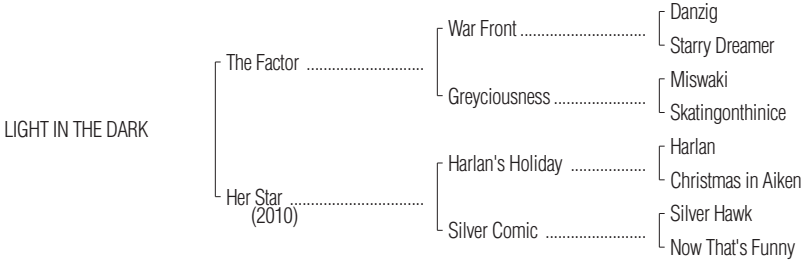 Danzig
War Front ..............................
Starry Dreamer
The Factor ............................
Miswaki
Greyciousness ......................
Skatingonthinice
LIGHT IN THE DARK
Harlan
Harlan's Holiday ..................
Christmas in Aiken
Her Star ................................
(2010)
Silver Hawk
Silver Comic ........................
Now That's Funny